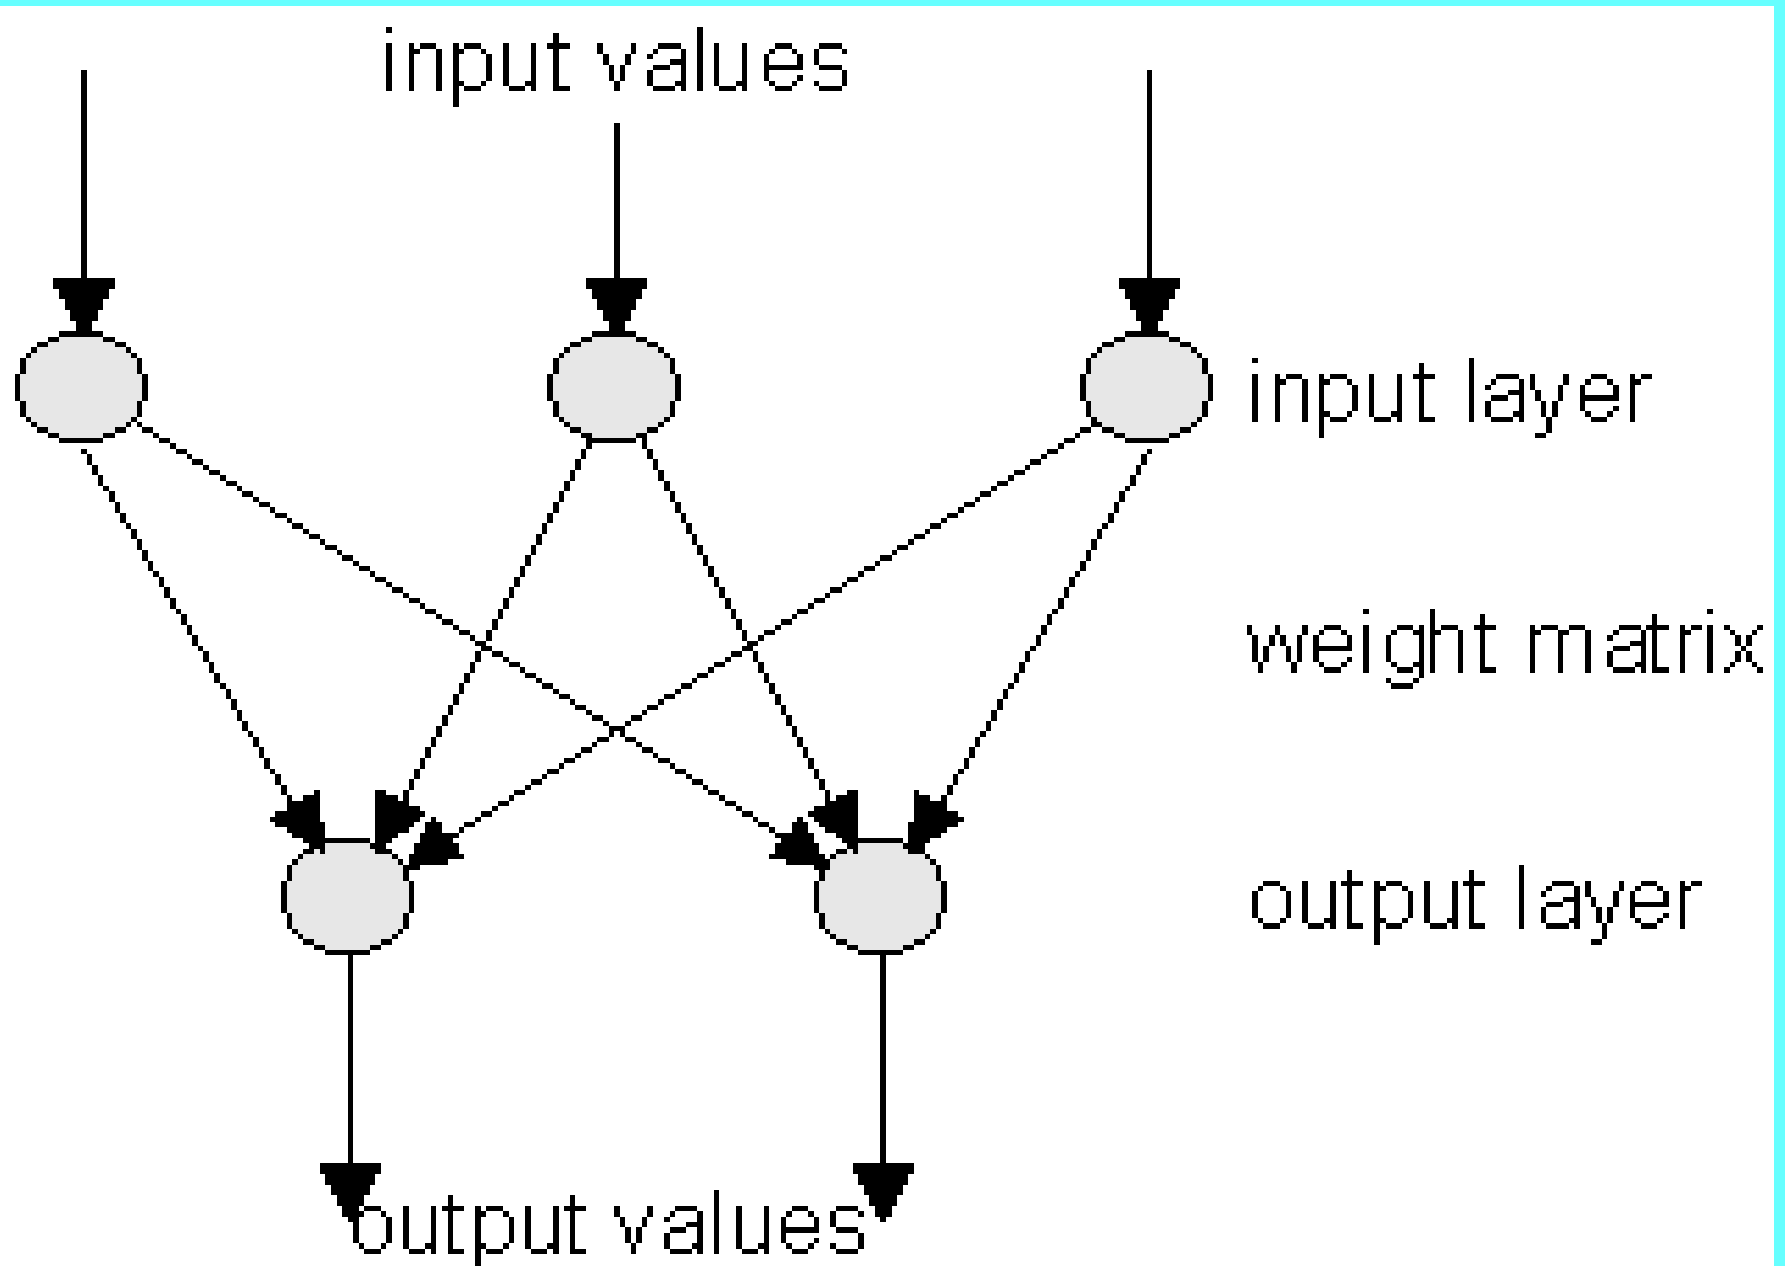 input values
input layer
weight matrix
output layer
output values